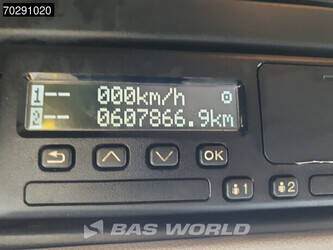 70291020
1 -- 000km/h
2 -- 0607866.9km
OK
1 2
BAS WORLD